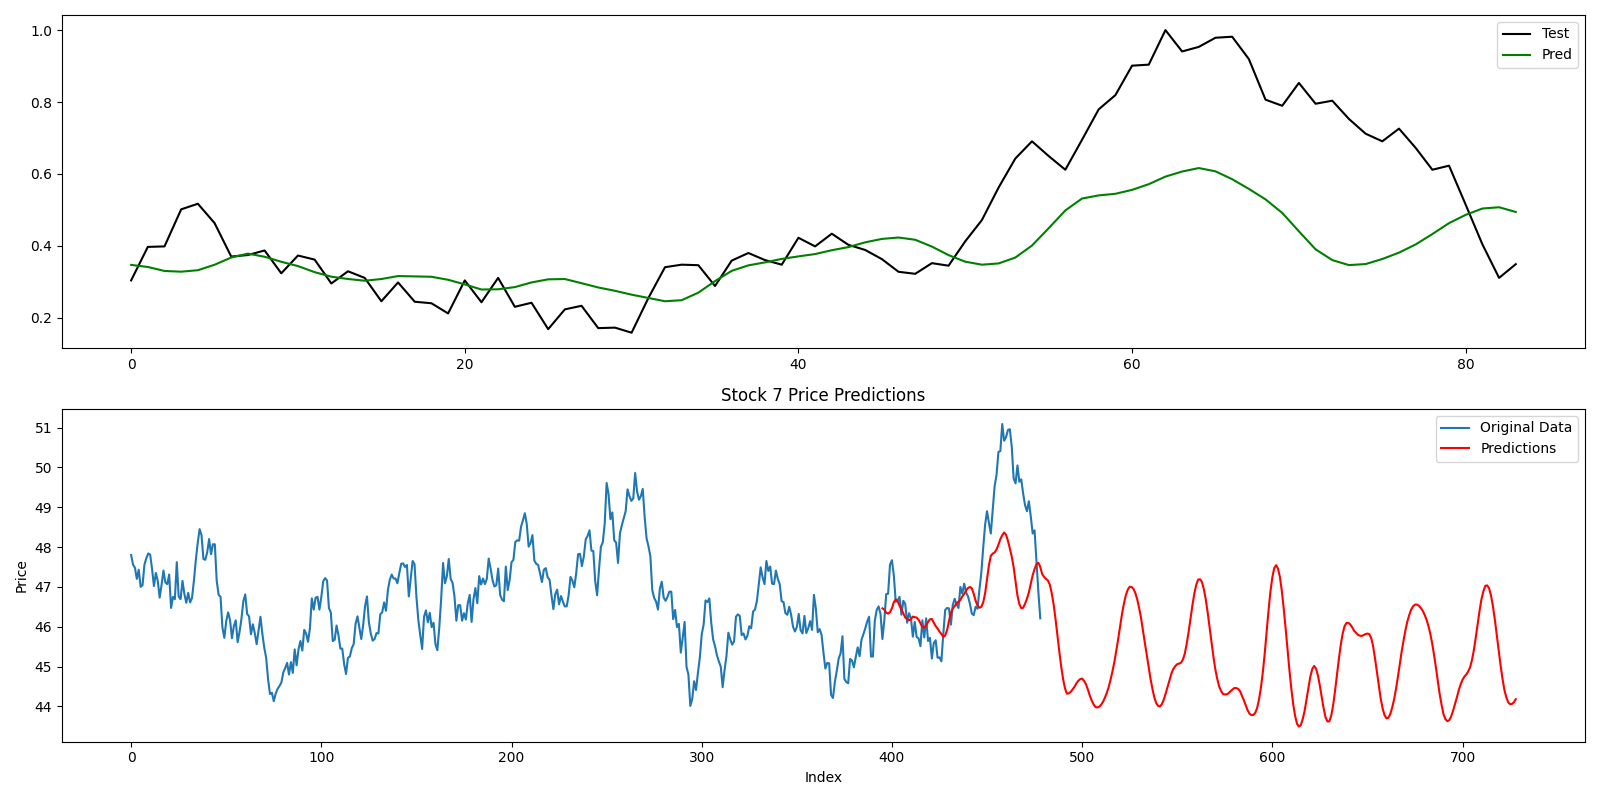 1.0
0.8
0.6
0.4
0.2
Test
Pred
0 20 40 60 80
Stock 7 Price Predictions
Price
51
50
49
48
47
46
45
44
Original Data
Predictions
0 100 200 300 400 500 600 700
Index